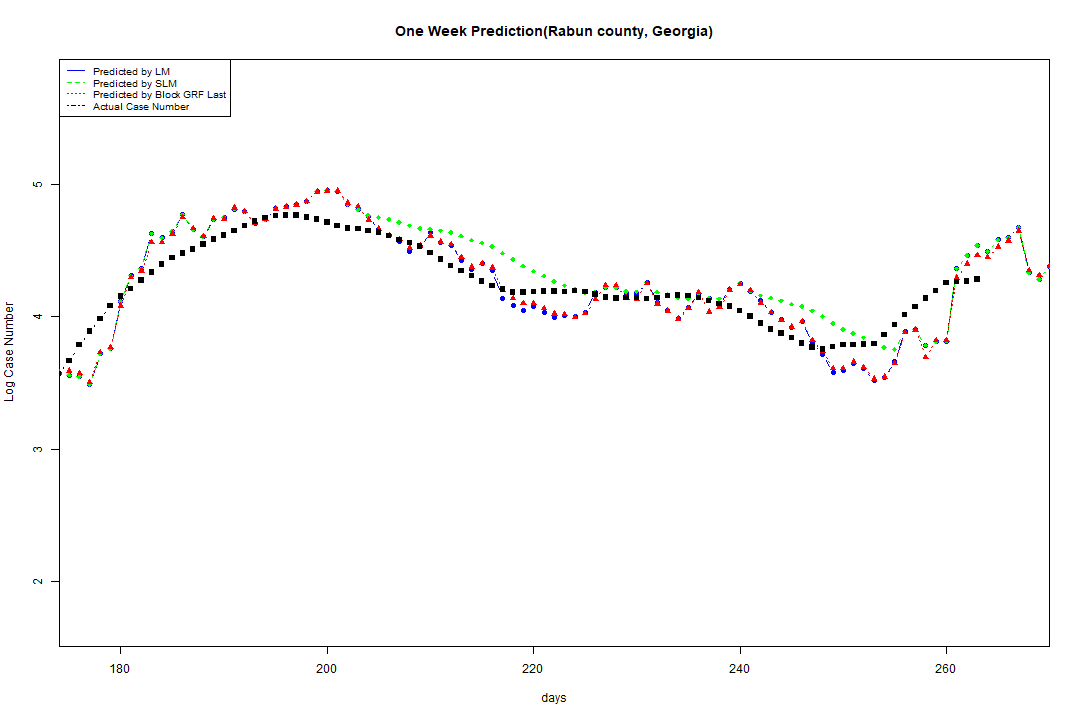 One Week Prediction(Rabun county, Georgia)
Predicted by LM
Predicted by SLM
Predicted by Block GRF Last
Actual Case Number
5
4
3
2
Log Case Number
180 200 220 240 260
days